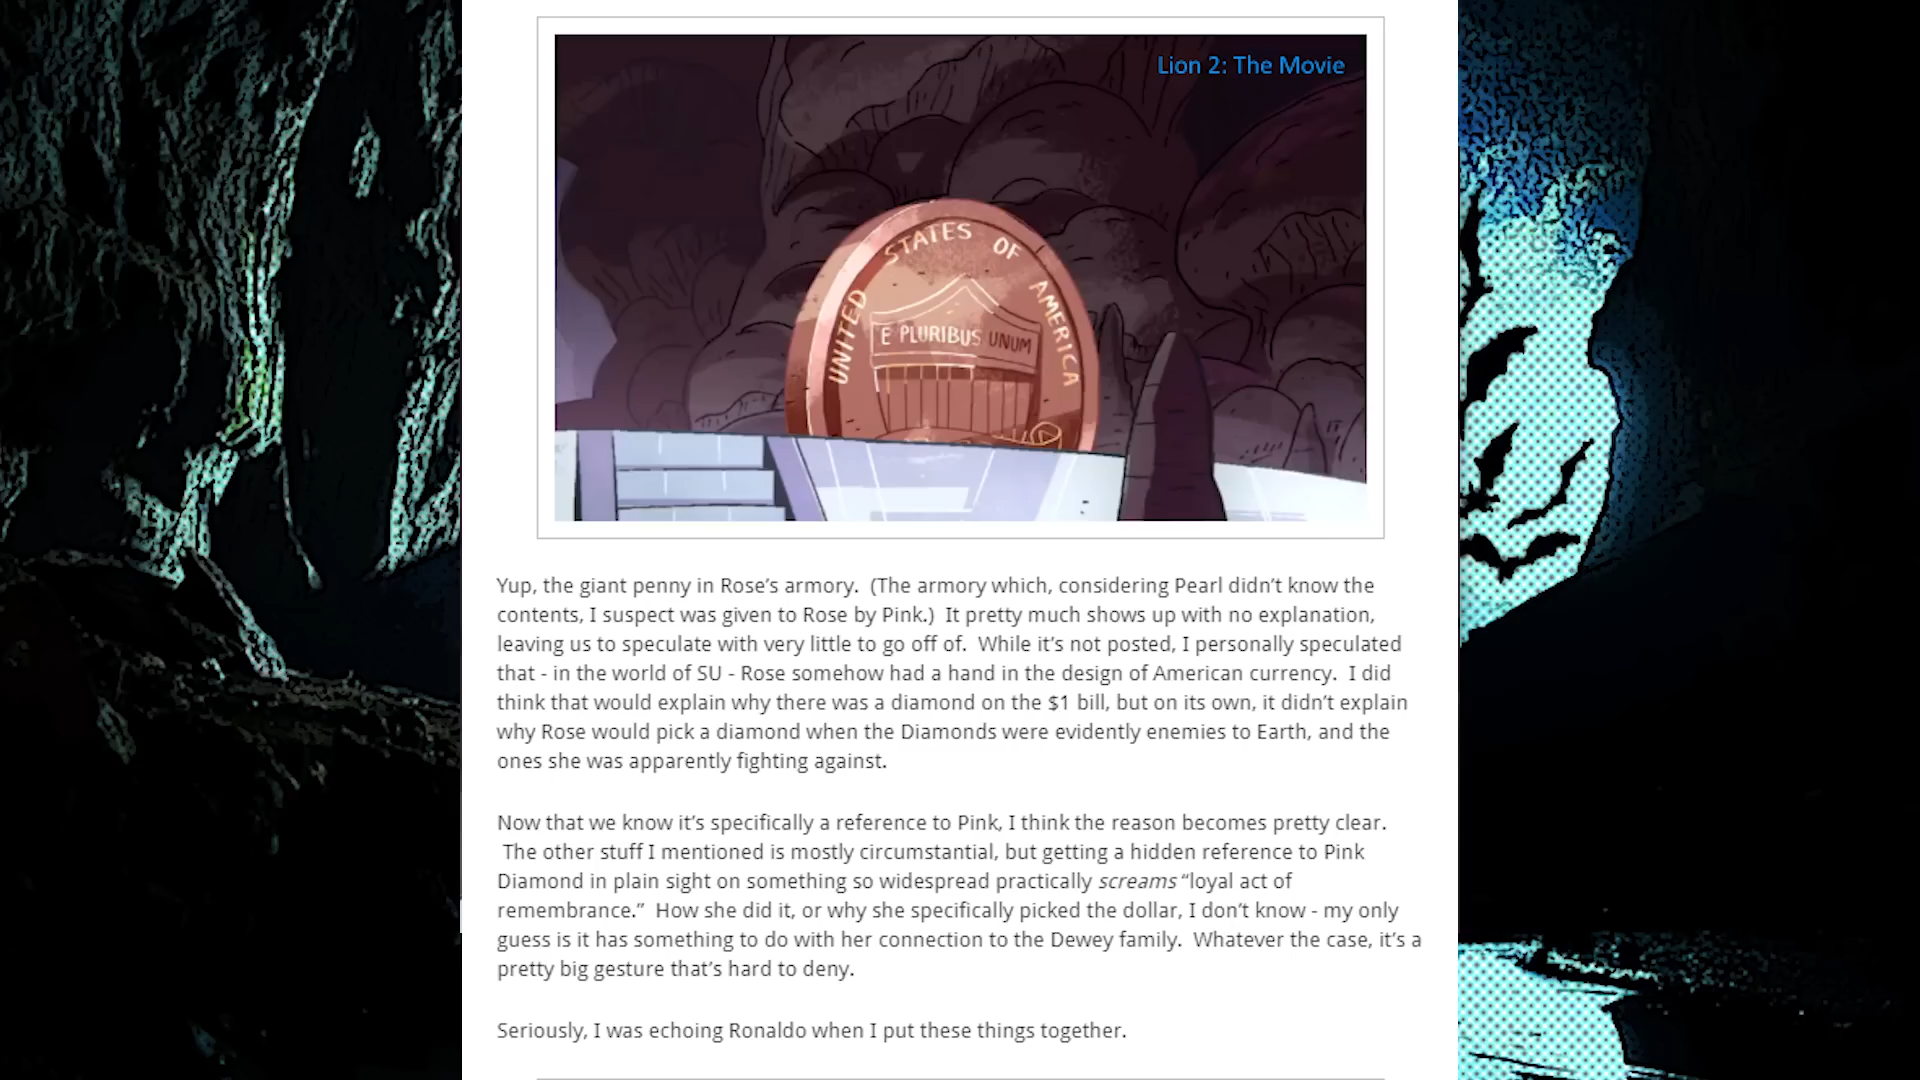 Lion 2: The Movie
STATES OF
UNITED
AMERICA
E PLURIBUS UNUM
Yup, the giant penny in Rose’s armory.  (The armory which, considering Pearl didn’t know the
contents, I suspect was given to Rose by Pink.)  It pretty much shows up with no explanation,
leaving us to speculate with very little to go off of.  While it’s not posted, I personally speculated
that - in the world of SU - Rose somehow had a hand in the design of American currency.  I did
think that would explain why there was a diamond on the $1 bill, but on its own, it didn’t explain
why Rose would pick a diamond when the Diamonds were evidently enemies to Earth, and the
ones she was apparently fighting against.
Now that we know it’s specifically a reference to Pink, I think the reason becomes pretty clear.
The other stuff I mentioned is mostly circumstantial, but getting a hidden reference to Pink
Diamond in plain sight on something so widespread practically screams “loyal act of
remembrance.”  How she did it, or why she specifically picked the dollar, I don’t know - my only
guess is it has something to do with her connection to the Dewey family.  Whatever the case, it’s a
pretty big gesture that’s hard to deny.
Seriously, I was echoing Ronaldo when I put these things together.